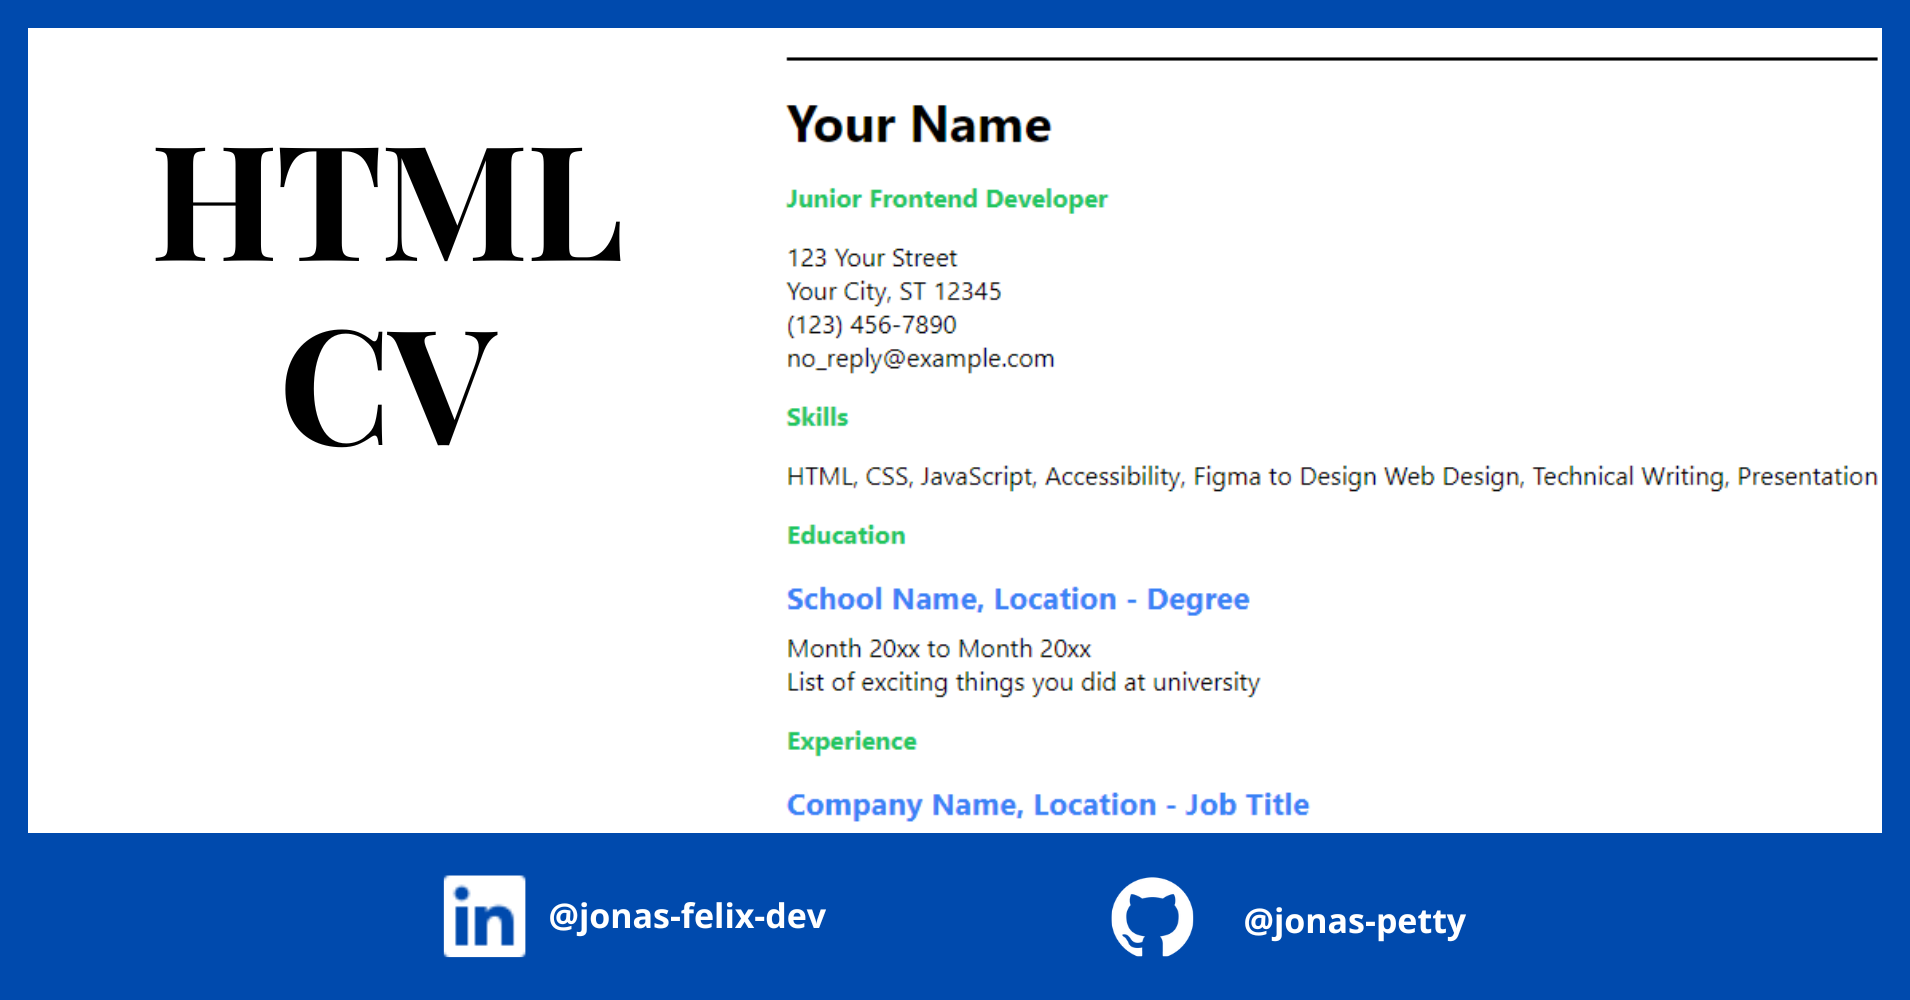 HTML
CV
Your Name
Junior Frontend Developer
123 Your Street
Your City, ST 12345
(123) 456-7890
no_reply@example.com
Skills
HTML, CSS, JavaScript, Accessibility, Figma to Design Web Design, Technical Writing, Presentation
Education
School Name, Location - Degree
Month 20xx to Month 20xx
List of exciting things you did at university
Experience
Company Name, Location - Job Title
in @jonas-felix-dev
@jonas-petty